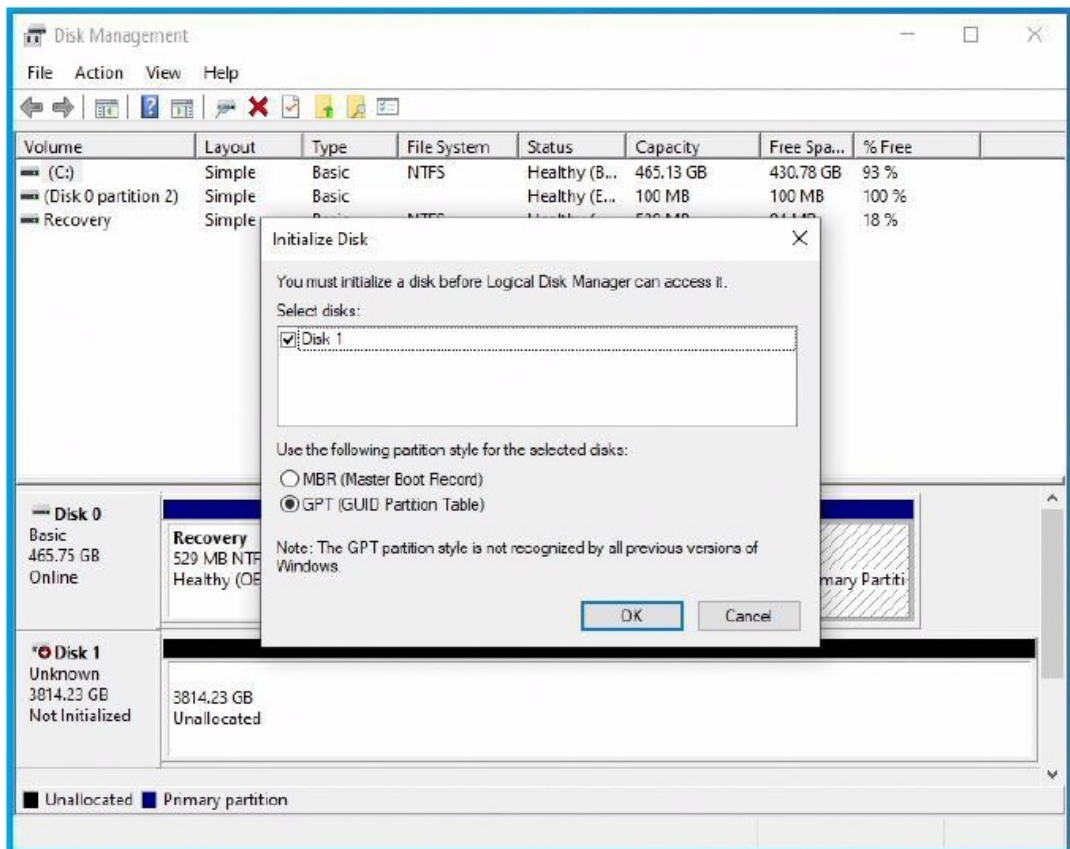 Disk Management
File Action View Help
Volume Layout Type File System Status Capacity Free Spa... % Free
(C:) Simple Basic NTFS Healthy (B... 465.13 GB 430.78 GB 93 %
(Disk 0 partition 2) Simple Basic Healthy (E... 100 MB 100 MB 100 %
Recovery Simple 18 %
Initialize Disk
You must initialize a disk before Logical Disk Manager can access it.
Select disks:
Disk 1
Use the following partition style for the selected disks:
MBR (Master Boot Record)
GPT (GUID Partition Table)
Note: The GPT partition style is not recognized by all previous versions of
Windows.
OK Cancel
Disk 0
Basic
465.75 GB
Online
Recovery
529 MB NTF
Healthy (OE
mary Partiti
Disk 1
Unknown
3814.23 GB
Not Initialized
3814.23 GB
Unallocated
Unallocated Primary partition